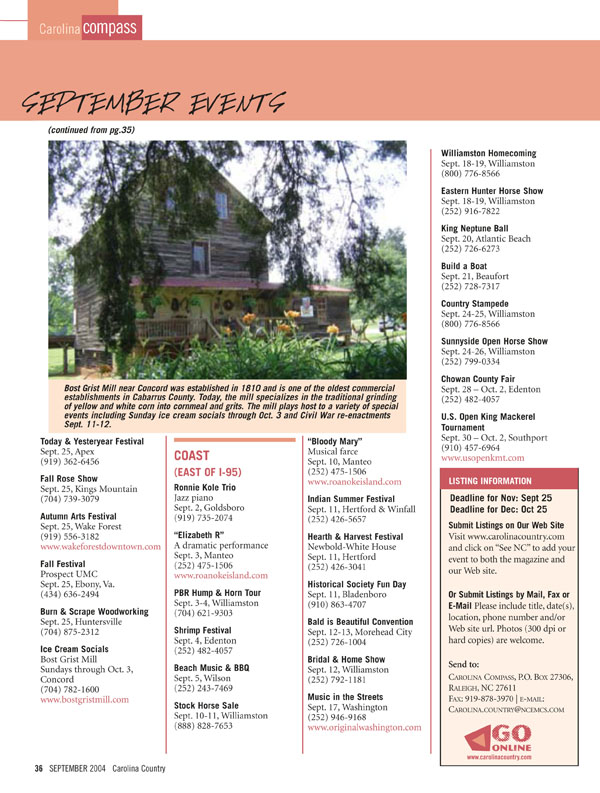 Carolina compass
SEPTEMBER EVENTS
(continued from pg.35)
Bost Grist Mill near Concord was established in 1810 and is one of the oldest commercial
establishments in Cabarrus County. Today, the mill specializes in the traditional grinding
of yellow and white corn into cornmeal and grits. The mill plays host to a variety of special
events including Sunday ice cream socials through Oct. 3 and Civil War re-enactments
Sept. 11-12.
Today & Yesteryear Festival
Sept. 25, Apex
(919) 362-6456
Fall Rose Show
Sept. 25, Kings Mountain
(704) 739-3079
Autumn Arts Festival
Sept. 25, Wake Forest
(919) 556-3182
www.wakeforestdowntown.com
Fall Festival
Prospect UMC
Sept. 25, Ebony, Va.
(434) 636-2494
Burn & Scrape Woodworking
Sept. 25, Huntersville
(704) 875-2312
Ice Cream Socials
Bost Grist Mill
Sundays through Oct. 3,
Concord
(704) 782-1600
www.bostgristmill.com
COAST
(EAST OF I-95)
Ronnie Kole Trio
Jazz piano
Sept. 2, Goldsboro
(919) 735-2074
"Elizabeth R"
A dramatic performance
Sept. 3, Manteo
(252) 475-1506
www.roanokeisland.com
PBR Hump & Horn Tour
Sept. 3-4, Williamston
(704) 621-9303
Shrimp Festival
Sept. 4, Edenton
(252) 482-4057
Beach Music & BBQ
Sept. 5, Wilson
(252) 243-7469
Stock Horse Sale
Sept. 10-11, Williamston
(888) 828-7653
"Bloody Mary"
Musical farce
Sept. 10, Manteo
(252) 475-1506
www.roanokeisland.com
Indian Summer Festival
Sept. 11, Hertford & Winfall
(252) 426-5657
Hearth & Harvest Festival
Newbold-White House
Sept. 11, Hertford
(252) 426-3041
Historical Society Fun Day
Sept. 11, Bladenboro
(910) 863-4707
Bald is Beautiful Convention
Sept. 12-13, Morehead City
(252) 726-1004
Bridal & Home Show
Sept. 12, Williamston
(252) 792-1181
Music in the Streets
Sept. 17, Washington
(252) 946-9168
www.originalwashington.com
Williamston Homecoming
Sept. 18-19, Williamston
(800) 776-8566
Eastern Hunter Horse Show
Sept. 18-19, Williamston
(252) 916-7822
King Neptune Ball
Sept. 20, Atlantic Beach
(252) 726-6273
Build a Boat
Sept. 21, Beaufort
(252) 728-7317
Country Stampede
Sept. 24-25, Williamston
(800) 776-8566
Sunnyside Open Horse Show
Sept. 24-26, Williamston
(252) 799-0334
Chowan County Fair
Sept. 28 – Oct. 2, Edenton
(252) 482-4057
U.S. Open King Mackerel
Tournament
Sept. 30 – Oct. 2, Southport
(910) 457-6964
www.usopenkmt.com
LISTING INFORMATION
Deadline for Nov: Sept 25
Deadline for Dec: Oct 25
Submit Listings on Our Web Site
Visit www.carolinacountry.com
and click on "See NC" to add your
event to both the magazine and
our Web site.
Or Submit Listings by Mail, Fax or
E-Mail Please include title, date(s),
location, phone number and/or
Web site url. Photos (300 dpi or
hard copies) are welcome.
Send to:
CAROLINA COMPASS, P.O. BOX 27306,
RALEIGH, NC 27611
FAX: 919-878-3970 | E-MAIL:
CAROLINA.COUNTRY@NCEMCS.COM
GO
ONLINE
www.carolinacountry.com
36 SEPTEMBER 2004 Carolina Country